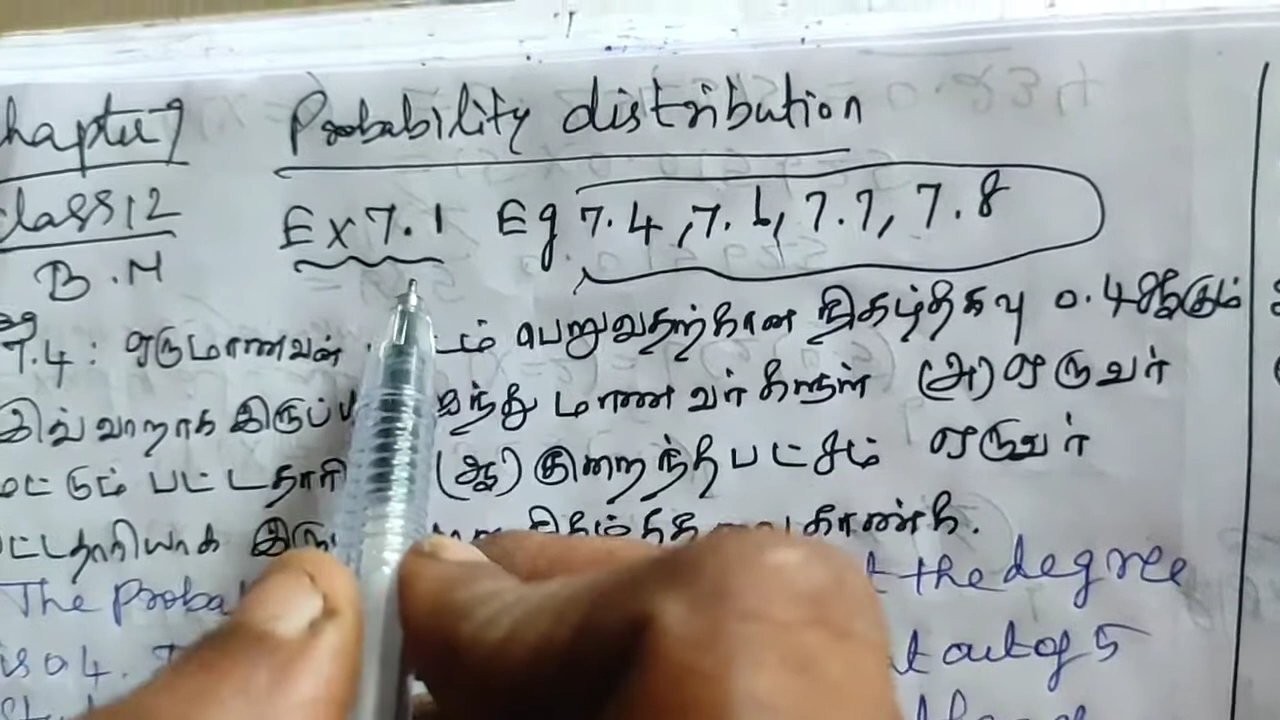 Chapter 7 Probability distribution
Class 12 Ex 7.1 Eg 7.4, 7.6, 7.7, 7.8
B.M
Eg
7.4: ஒரு மாணவன் பட்டம் பெறுவதற்கான நிகழ்தகவு 0.4 ஆகும்
இவ்வாறாக இருப்பின் ஐந்து மாணவர்களுள் (அ) ஒருவர்
மட்டும் பட்டதாரி (ஆ) குறைந்தபட்சம் ஒருவர்
பட்டதாரியாக காண்க.
The the degree
is 0.4. out of 5